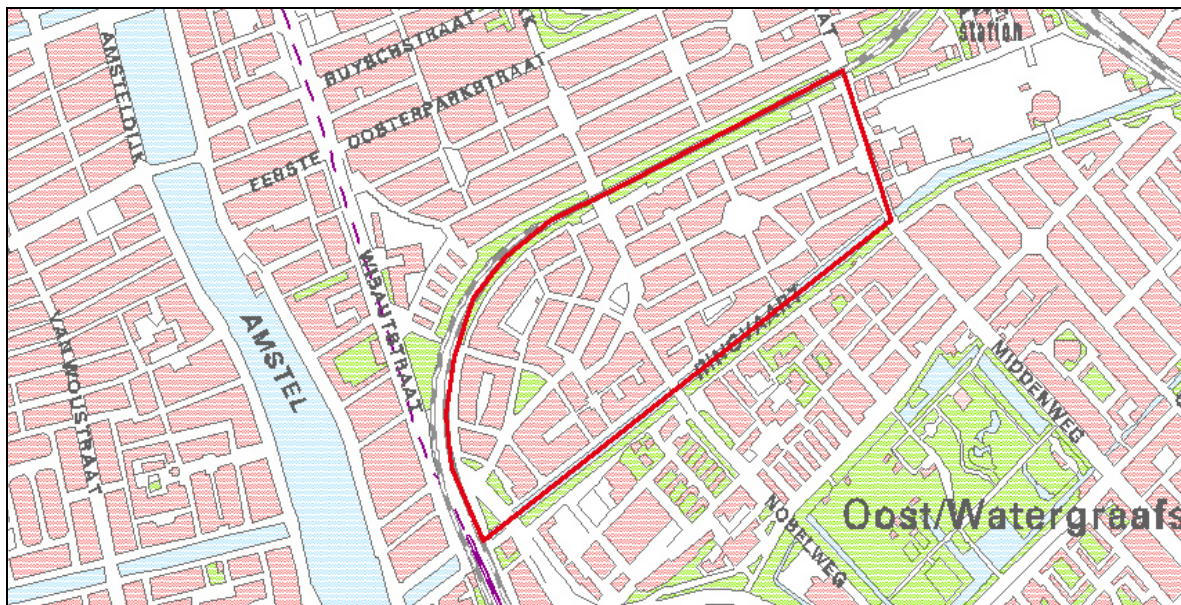 station
AMSTELDIJK
RUYSCHSTRAAT
EERSTE OOSTERPARKSTRAAT
WIBAUTSTRAAT
AMSTEL
VAN WOUSTRAAT
RINGVAART
MIDDENWEG
NOBELWEG
Oost/Watergraafs